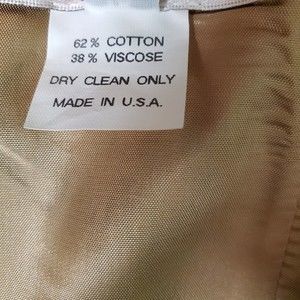 62% COTTON
38% VISCOSE
DRY CLEAN ONLY
MADE IN U.S.A.